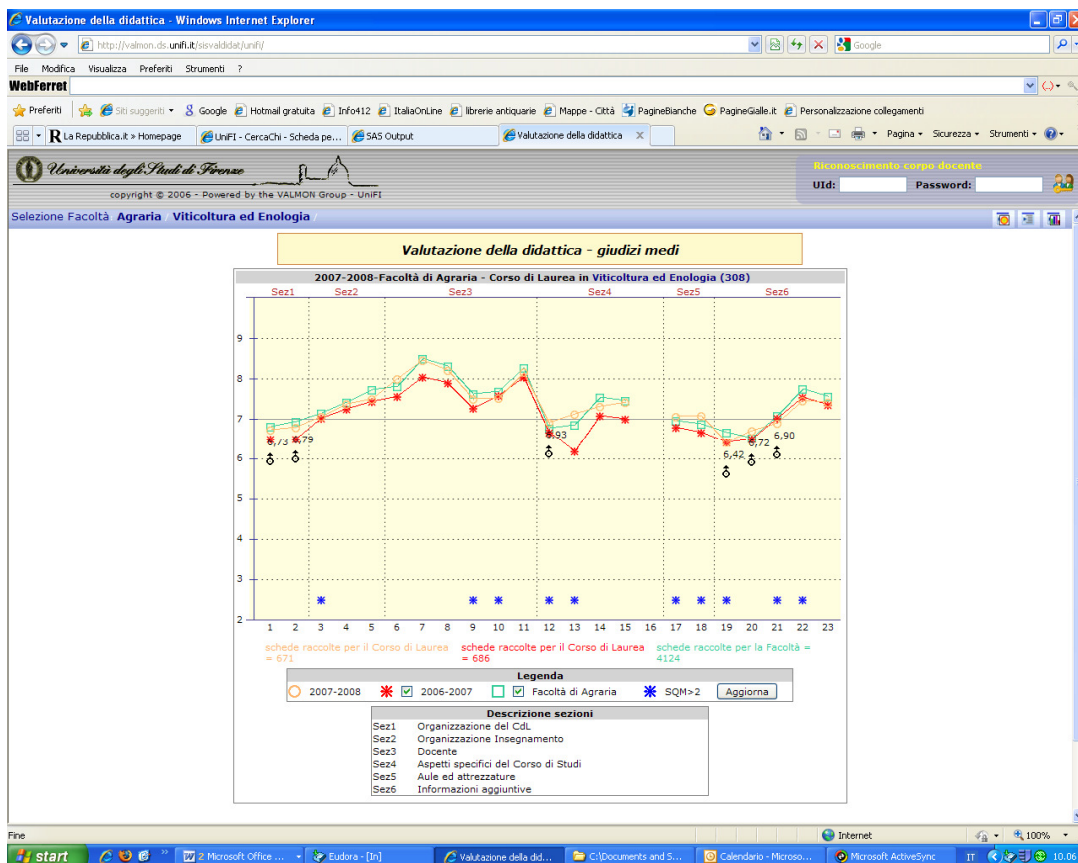 Valutazione della didattica - Windows Internet Explorer
http://valmon.ds.unifi.it/sisvaldidat/unifi/
Google
File Modifica Visualizza Preferiti Strumenti ?
WebFerret
Preferiti Siti suggeriti Google Hotmail gratuita Info412 ItaliaOnLine librerie antiquarie Mappe - Città PagineBianche PagineGialle.it Personalizzazione collegamenti
La Repubblica.it » Homepage UniFI - CercaChi - Scheda pe... SAS Output Valutazione della didattica X Pagina Sicurezza Strumenti
Università degli Studi di Firenze
copyright © 2006 - Powered by the VALMON Group - UniFI
Riconoscimento corpo docente
UId: Password:
Selezione Facoltà Agraria / Viticoltura ed Enologia /
Valutazione della didattica - giudizi medi
2007-2008-Facoltà di Agraria - Corso di Laurea in Viticoltura ed Enologia (308)
Sez1 Sez2 Sez3 Sez4 Sez5 Sez6
9
8
7
6
5
4
3
2
6,73 6,79 6,93 6,42 6,72 6,90
1 2 3 4 5 6 7 8 9 10 11 12 13 14 15 16 17 18 19 20 21 22 23
schede raccolte per il Corso di Laurea = 671
schede raccolte per il Corso di Laurea = 686
schede raccolte per la Facoltà = 4124
Legenda
2007-2008 2006-2007 Facoltà di Agraria SQM>2 Aggiorna
Descrizione sezioni
Sez1 Organizzazione del CdL
Sez2 Organizzazione Insegnamento
Sez3 Docente
Sez4 Aspetti specifici del Corso di Studi
Sez5 Aule ed attrezzature
Sez6 Informazioni aggiuntive
Fine Internet 100%
start 2 Microsoft Office ... Eudora - [In] Valutazione della did... C:\Documents and S... Calendario - Microso... Microsoft ActiveSync IT 10.08